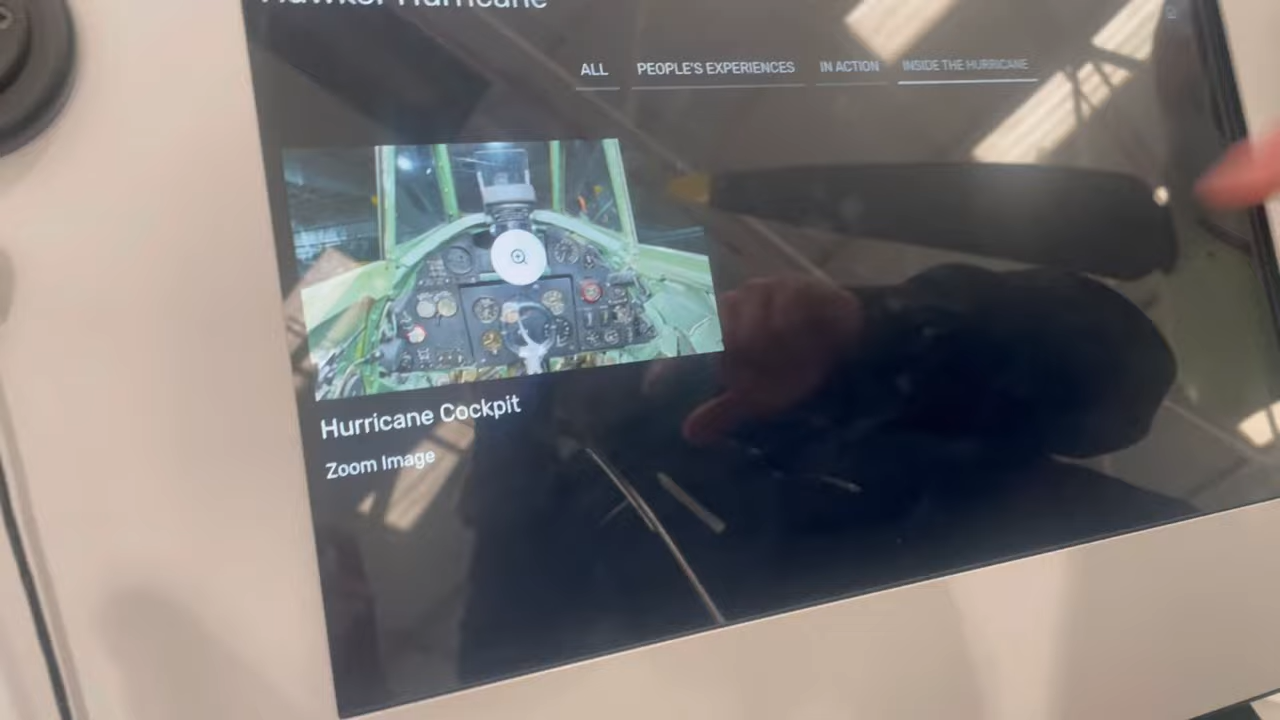 Hawker Hurricane
ALL PEOPLE'S EXPERIENCES IN ACTION INSIDE THE HURRICANE
Hurricane Cockpit
Zoom Image